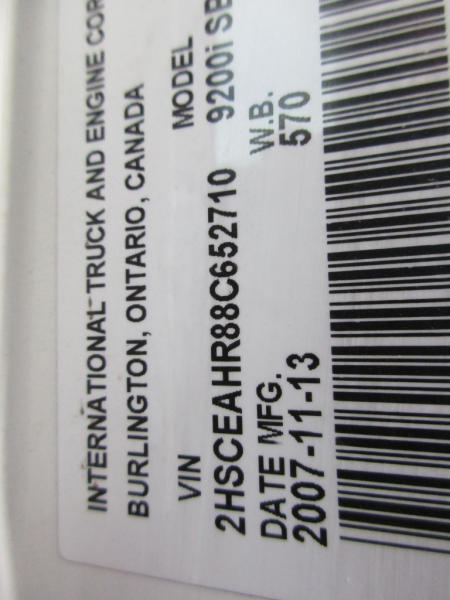 INTERNATIONAL TRUCK AND ENGINE COR
BURLINGTON, ONTARIO, CANADA
VIN MODEL
2HSCEAHR88C652710 9200i SB
DATE MFG. W.B.
2007-11-13 570